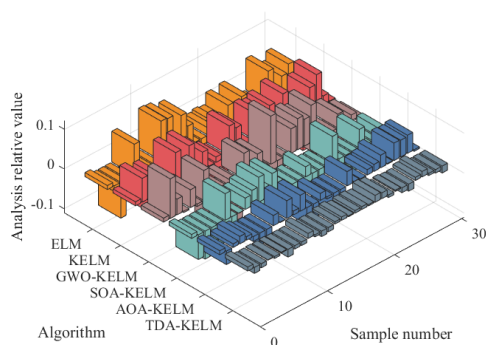 Analysis relative value
0.1
0
-0.1
ELM
KELM
GWO-KELM
SOA-KELM
AOA-KELM
TDA-KELM
Algorithm
0
10
20
30
Sample number